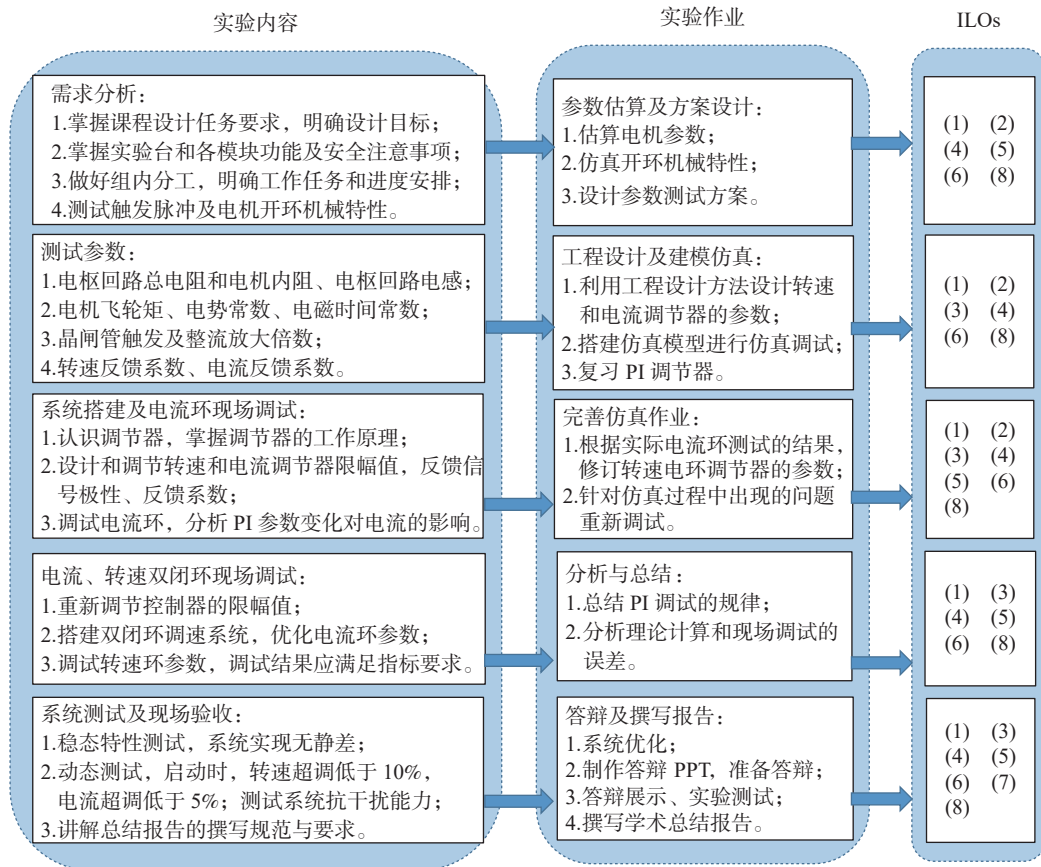 实验内容
实验作业
ILOs
需求分析：
1.掌握课程设计任务要求，明确设计目标；
2.掌握实验台和各模块功能及安全注意事项；
3.做好组内分工，明确工作任务和进度安排；
4.测试触发脉冲及电机开环机械特性。
参数估算及方案设计：
1.估算电机参数；
2.仿真开环机械特性；
3.设计参数测试方案。
(1) (2)
(4) (5)
(6) (8)
测试参数：
1.电枢回路总电阻和电机内阻、电枢回路电感；
2.电机飞轮矩、电势常数、电磁时间常数；
3.晶闸管触发及整流放大倍数；
4.转速反馈系数、电流反馈系数。
工程设计及建模仿真：
1.利用工程设计方法设计转速
和电流调节器的参数；
2.搭建仿真模型进行仿真调试；
3.复习 PI 调节器。
(1) (2)
(3) (4)
(6) (8)
系统搭建及电流环现场调试：
1.认识调节器，掌握调节器的工作原理；
2.设计和调节转速和电流调节器限幅值，反馈信
号极性、反馈系数；
3.调试电流环，分析 PI 参数变化对电流的影响。
完善仿真作业：
1.根据实际电流环测试的结果，
修订转速电环调节器的参数；
2.针对仿真过程中出现的问题
重新调试。
(1) (2)
(3) (4)
(5) (6)
(8)
电流、转速双闭环现场调试：
1.重新调节控制器的限幅值；
2.搭建双闭环调速系统，优化电流环参数；
3.调试转速环参数，调试结果应满足指标要求。
分析与总结：
1.总结 PI 调试的规律；
2.分析理论计算和现场调试的
误差。
(1) (3)
(4) (5)
(6) (8)
系统测试及现场验收：
1.稳态特性测试，系统实现无静差；
2.动态测试，启动时，转速超调低于 10%，
电流超调低于 5%；测试系统抗干扰能力；
3.讲解总结报告的撰写规范与要求。
答辩及撰写报告：
1.系统优化；
2.制作答辩 PPT，准备答辩；
3.答辩展示、实验测试；
4.撰写学术总结报告。
(1) (3)
(4) (5)
(6) (7)
(8)